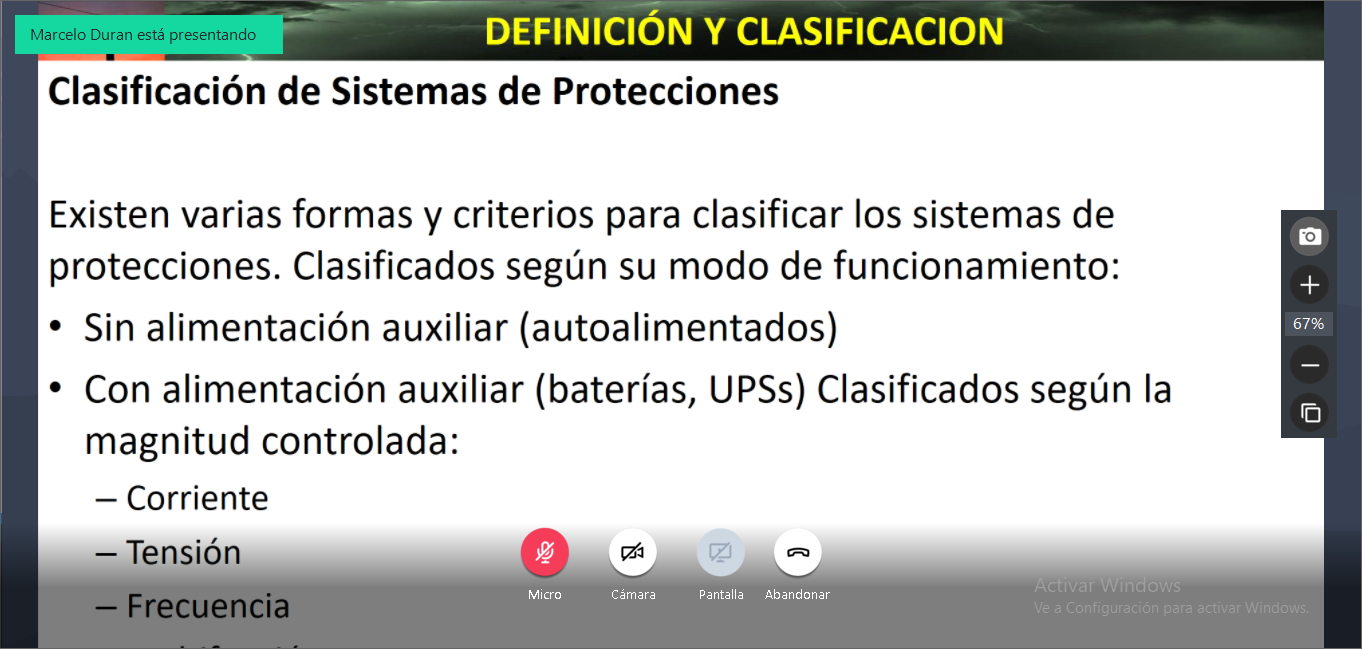 Marcelo Duran está presentando
DEFINICIÓN Y CLASIFICACION
Clasificación de Sistemas de Protecciones
Existen varias formas y criterios para clasificar los sistemas de
protecciones. Clasificados según su modo de funcionamiento:
• Sin alimentación auxiliar (autoalimentados)
• Con alimentación auxiliar (baterías, UPSs) Clasificados según la
magnitud controlada:
– Corriente
– Tensión
– Frecuencia
67%
Micro
Cámara
Pantalla
Abandonar
Activar Windows
Ve a Configuración para activar Windows.